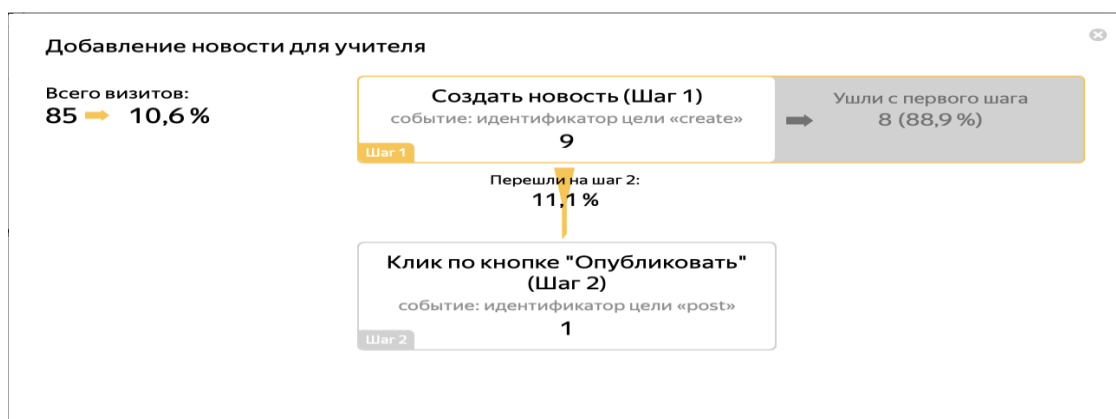 Добавление новости для учителя
Всего визитов:
85 10,6 %
Создать новость (Шаг 1)
событие: идентификатор цели «create»
9
Шаг 1
Ушли с первого шага
8 (88,9 %)
Перешли на шаг 2:
11,1 %
Клик по кнопке "Опубликовать"
(Шаг 2)
событие: идентификатор цели «post»
1
Шаг 2